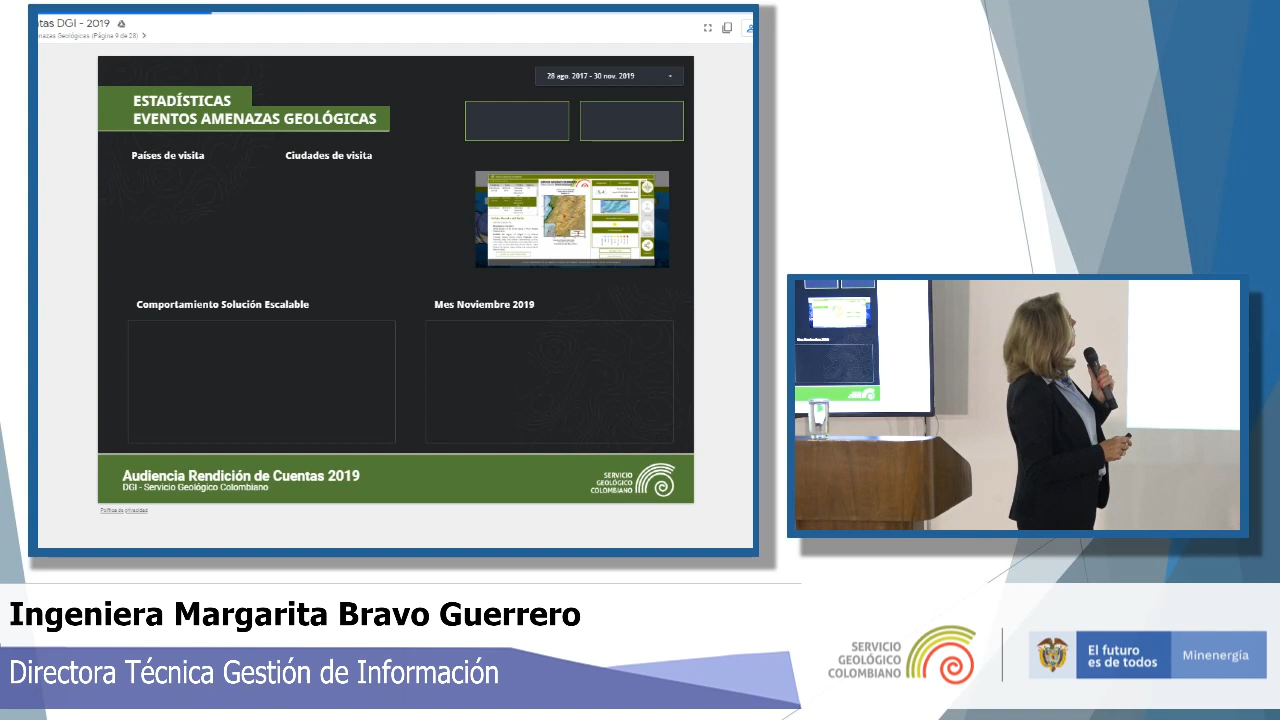 tas DGI - 2019
nazas Geológicas (Página 9 de 28)
28 ago. 2017 - 30 nov. 2019
ESTADÍSTICAS
EVENTOS AMENAZAS GEOLÓGICAS
Países de visita
Ciudades de visita
Comportamiento Solución Escalable
Mes Noviembre 2019
Audiencia Rendición de Cuentas 2019
DGI - Servicio Geológico Colombiano
SERVICIO
GEOLÓGICO
COLOMBIANO
Política de privacidad
Ingeniera Margarita Bravo Guerrero
Directora Técnica Gestión de Información
SERVICIO
GEOLÓGICO
COLOMBIANO
El futuro
es de todos
Minenergía